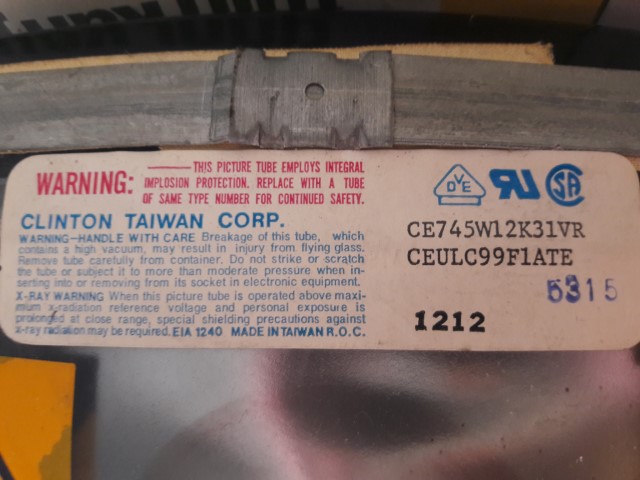 WARNING: THIS PICTURE TUBE EMPLOYS INTEGRAL
IMPLOSION PROTECTION. REPLACE WITH A TUBE
OF SAME TYPE NUMBER FOR CONTINUED SAFETY.
CLINTON TAIWAN CORP.
WARNING—HANDLE WITH CARE Breakage of this tube, which
contains a high vacuum, may result in injury from flying glass.
Remove tube carefully from container. Do not strike or scratch
the tube or subject it to more than moderate pressure when in-
serting into or removing from its socket in electronic equipment.
X-RAY WARNING When this picture tube is operated above maxi-
mum x-radiation reference voltage and personal exposure is
prolonged at close range, special shielding precautions against
x-ray radiation may be required. EIA 1240 MADE IN TAIWAN R.O.C.
DVE RU SA
CE745W12K31VR
CEULC99F1ATE
5315
1212